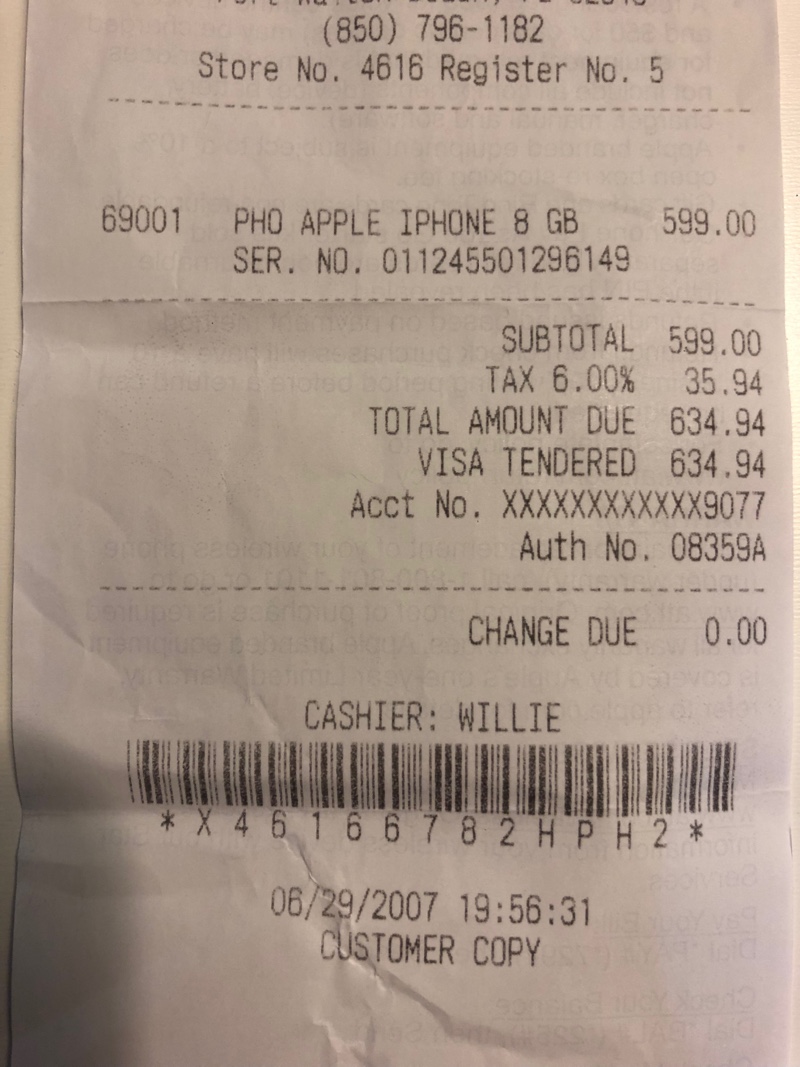 (850) 796-1182
Store No. 4616 Register No. 5
69001 PHO APPLE IPHONE 8 GB 599.00
SER. NO. 011245501296149
SUBTOTAL 599.00
TAX 6.00% 35.94
TOTAL AMOUNT DUE 634.94
VISA TENDERED 634.94
Acct No. XXXXXXXXXXXX9077
Auth No. 08359A
CHANGE DUE 0.00
CASHIER: WILLIE
*X46166782HPH2*
06/29/2007 19:56:31
CUSTOMER COPY